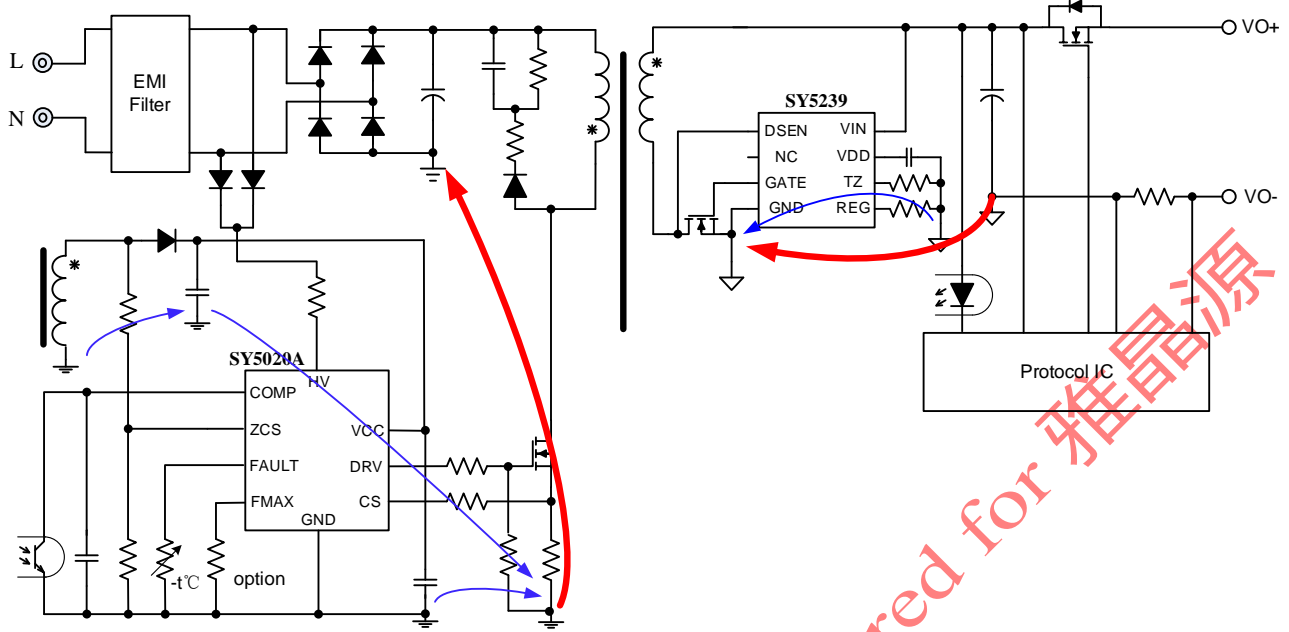 VO+
L
EMI
Filter
N
SY5239
DSEN
VIN
NC
VDD
GATE
TZ
GND
REG
VO-
SY5020A
HV
COMP
ZCS
VCC
FAULT
DRV
FMAX
CS
GND
-t℃
option
Protocol IC
red for 雅晶源